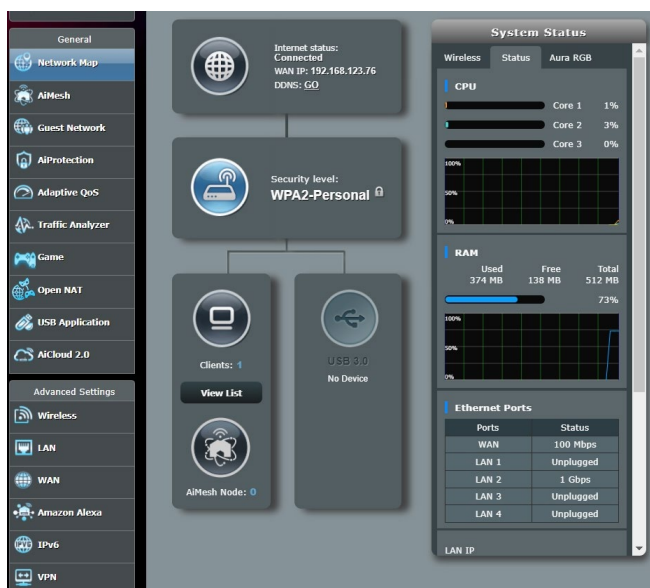 General
Network Map
AiMesh
Guest Network
AiProtection
Adaptive QoS
Traffic Analyzer
Game
Open NAT
USB Application
AiCloud 2.0
Advanced Settings
Wireless
LAN
WAN
Amazon Alexa
IPv6
VPN
Internet status:
Connected
WAN IP: 192.168.123.76
DDNS: GO
Security level:
WPA2-Personal
Clients: 1
View List
AiMesh Node: 0
USB 3.0
No Device
System Status
Wireless Status Aura RGB
CPU
Core 1 1%
Core 2 3%
Core 3 0%
100%
50%
0%
RAM
Used Free Total
374 MB 138 MB 512 MB
73%
100%
50%
0%
Ethernet Ports
Ports Status
WAN 100 Mbps
LAN 1 Unplugged
LAN 2 1 Gbps
LAN 3 Unplugged
LAN 4 Unplugged
LAN IP